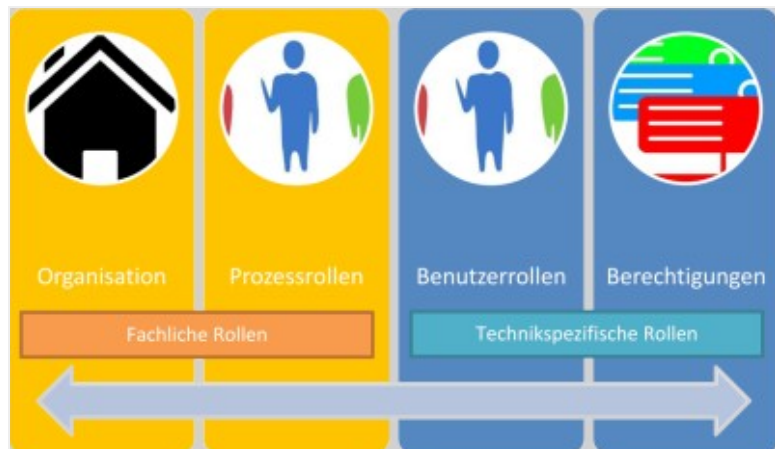 Organisation
Prozessrollen
Benutzerrollen
Berechtigungen
Fachliche Rollen
Technikspezifische Rollen